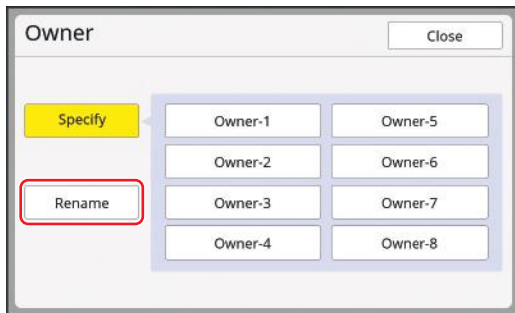 Owner
Close
Specify
Owner-1
Owner-5
Owner-2
Owner-6
Rename
Owner-3
Owner-7
Owner-4
Owner-8